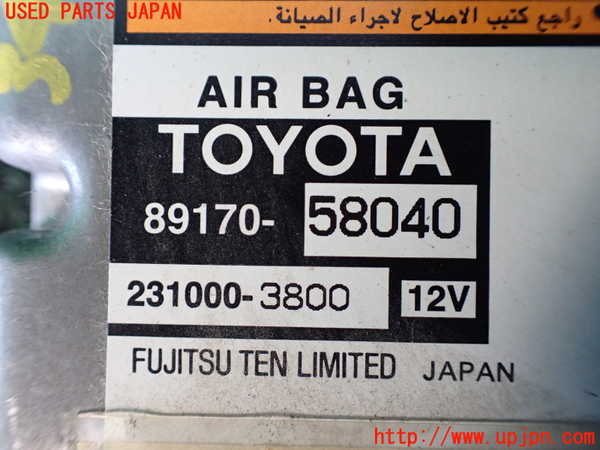 USED PARTS JAPAN
راجع كتيب الاصلاح لاجراء الصيانة.
AIR BAG
TOYOTA
89170-58040
231000-3800 12V
FUJITSU TEN LIMITED JAPAN
http://www.upjpn.com/